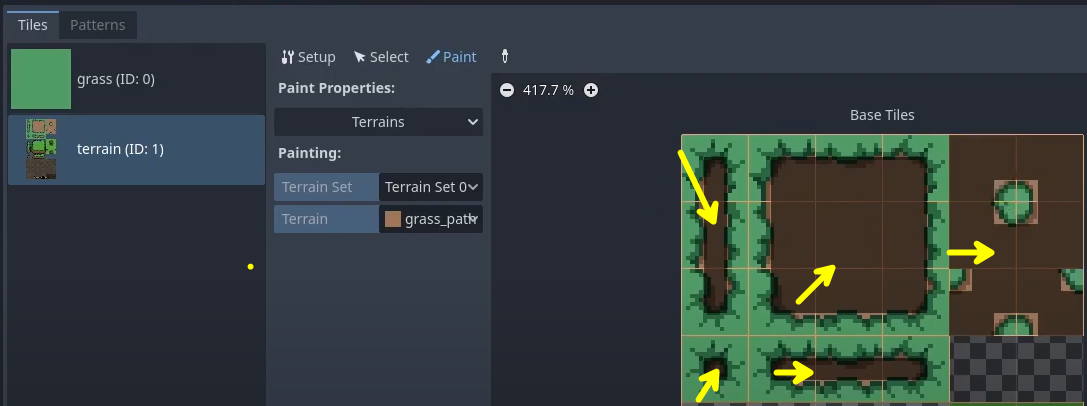 Tiles Patterns
grass (ID: 0)
terrain (ID: 1)
Setup Select Paint
Paint Properties:
Terrains
Painting:
Terrain Set Terrain Set 0
Terrain grass_path
417.7 %
Base Tiles